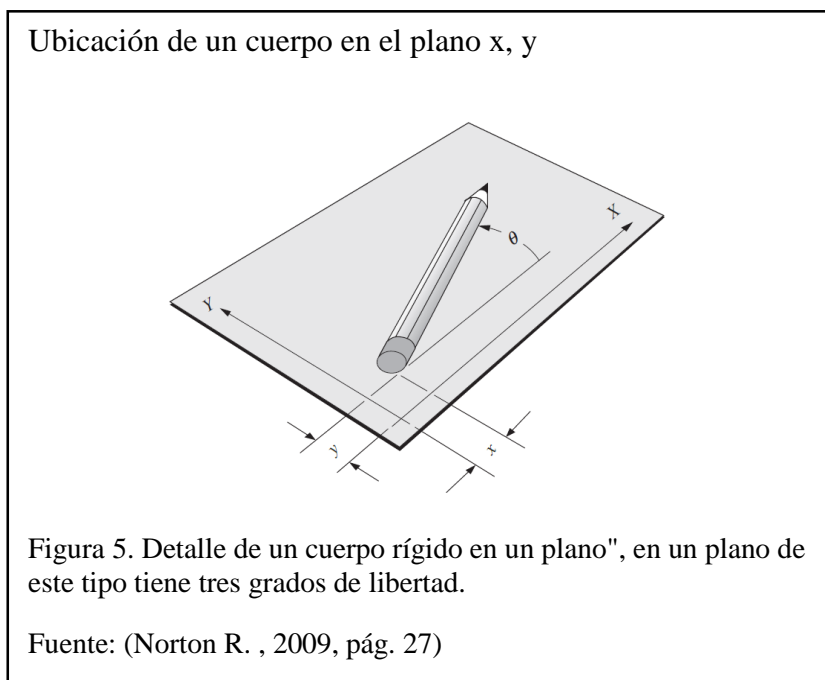 Ubicación de un cuerpo en el plano x, y
X
θ
Y
y
x
Figura 5. Detalle de un cuerpo rígido en un plano", en un plano de
este tipo tiene tres grados de libertad.
Fuente: (Norton R. , 2009, pág. 27)